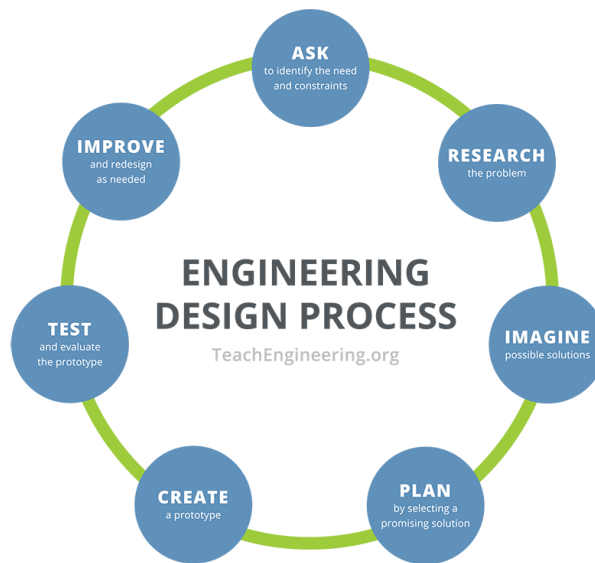 ASK
to identify the need
and constraints
RESEARCH
the problem
IMAGINE
possible solutions
PLAN
by selecting a
promising solution
CREATE
a prototype
TEST
and evaluate
the prototype
IMPROVE
and redesign
as needed
ENGINEERING
DESIGN PROCESS
TeachEngineering.org